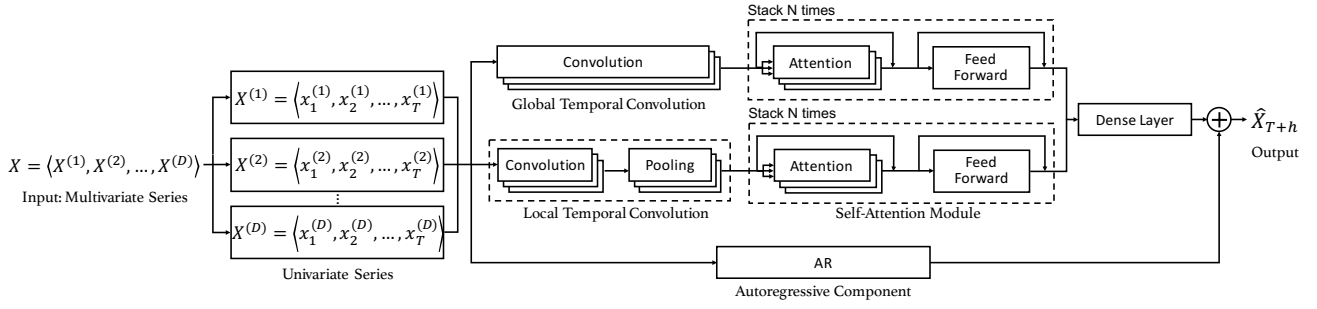 X = ⟨X^(1), X^(2), ..., X^(D)⟩
Input: Multivariate Series
X^(1) = ⟨x_1^(1), x_2^(1), ..., x_T^(1)⟩
X^(2) = ⟨x_1^(2), x_2^(2), ..., x_T^(2)⟩
⋮
X^(D) = ⟨x_1^(D), x_2^(D), ..., x_T^(D)⟩
Univariate Series
Convolution
Global Temporal Convolution
Stack N times
Attention
Feed
Forward
Convolution
Pooling
Local Temporal Convolution
Stack N times
Attention
Feed
Forward
Self-Attention Module
AR
Autoregressive Component
Dense Layer
+
X̂_{T+h}
Output